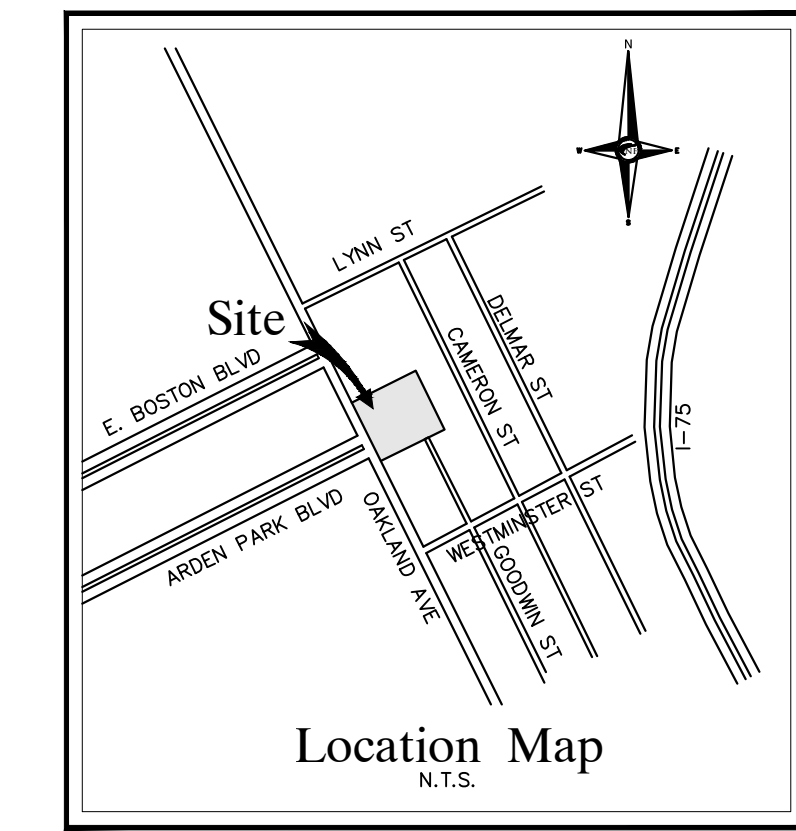 N
W
E
S
LYNN ST
Site
DELMAR ST
CAMERON ST
E. BOSTON BLVD
I-75
WESTMINSTER ST
OAKLAND AVE
ARDEN PARK BLVD
GOODWIN ST
Location Map
N.T.S.